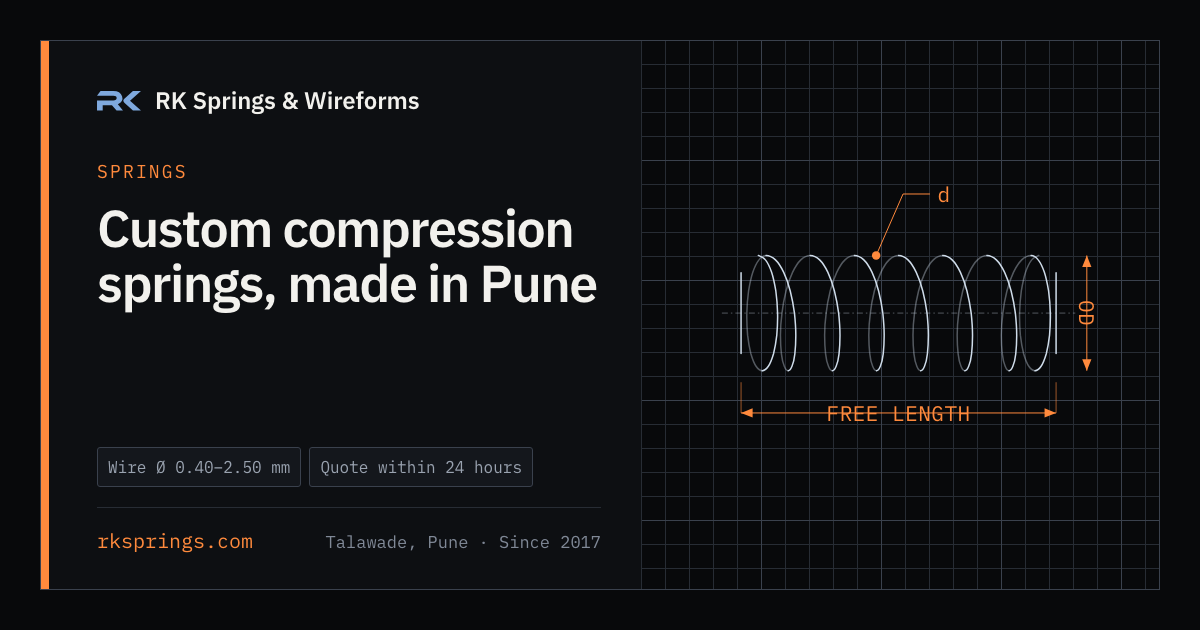 RK RK Springs & Wireforms
SPRINGS
Custom compression
springs, made in Pune
Wire Ø 0.40–2.50 mm
Quote within 24 hours
rksprings.com
Talawade, Pune · Since 2017
d
OD
FREE LENGTH